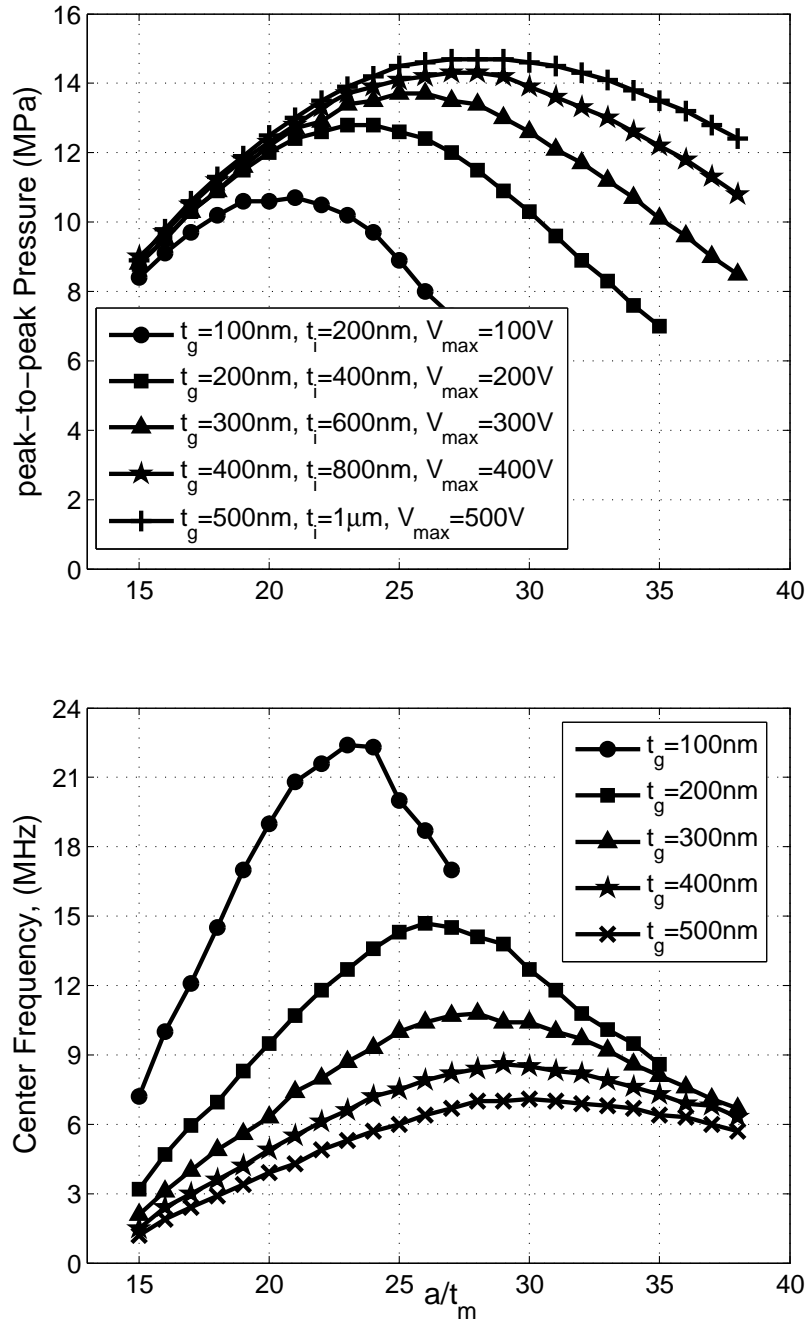 16
14
12
10
8
6
4
2
0
peak-to-peak Pressure (MPa)
t_g=100nm, t_i=200nm, V_max=100V
t_g=200nm, t_i=400nm, V_max=200V
t_g=300nm, t_i=600nm, V_max=300V
t_g=400nm, t_i=800nm, V_max=400V
t_g=500nm, t_i=1μm, V_max=500V
15 20 25 30 35 40
24
21
18
15
12
9
6
3
0
Center Frequency, (MHz)
t_g=100nm
t_g=200nm
t_g=300nm
t_g=400nm
t_g=500nm
15 20 25 30 35 40
a/t_m